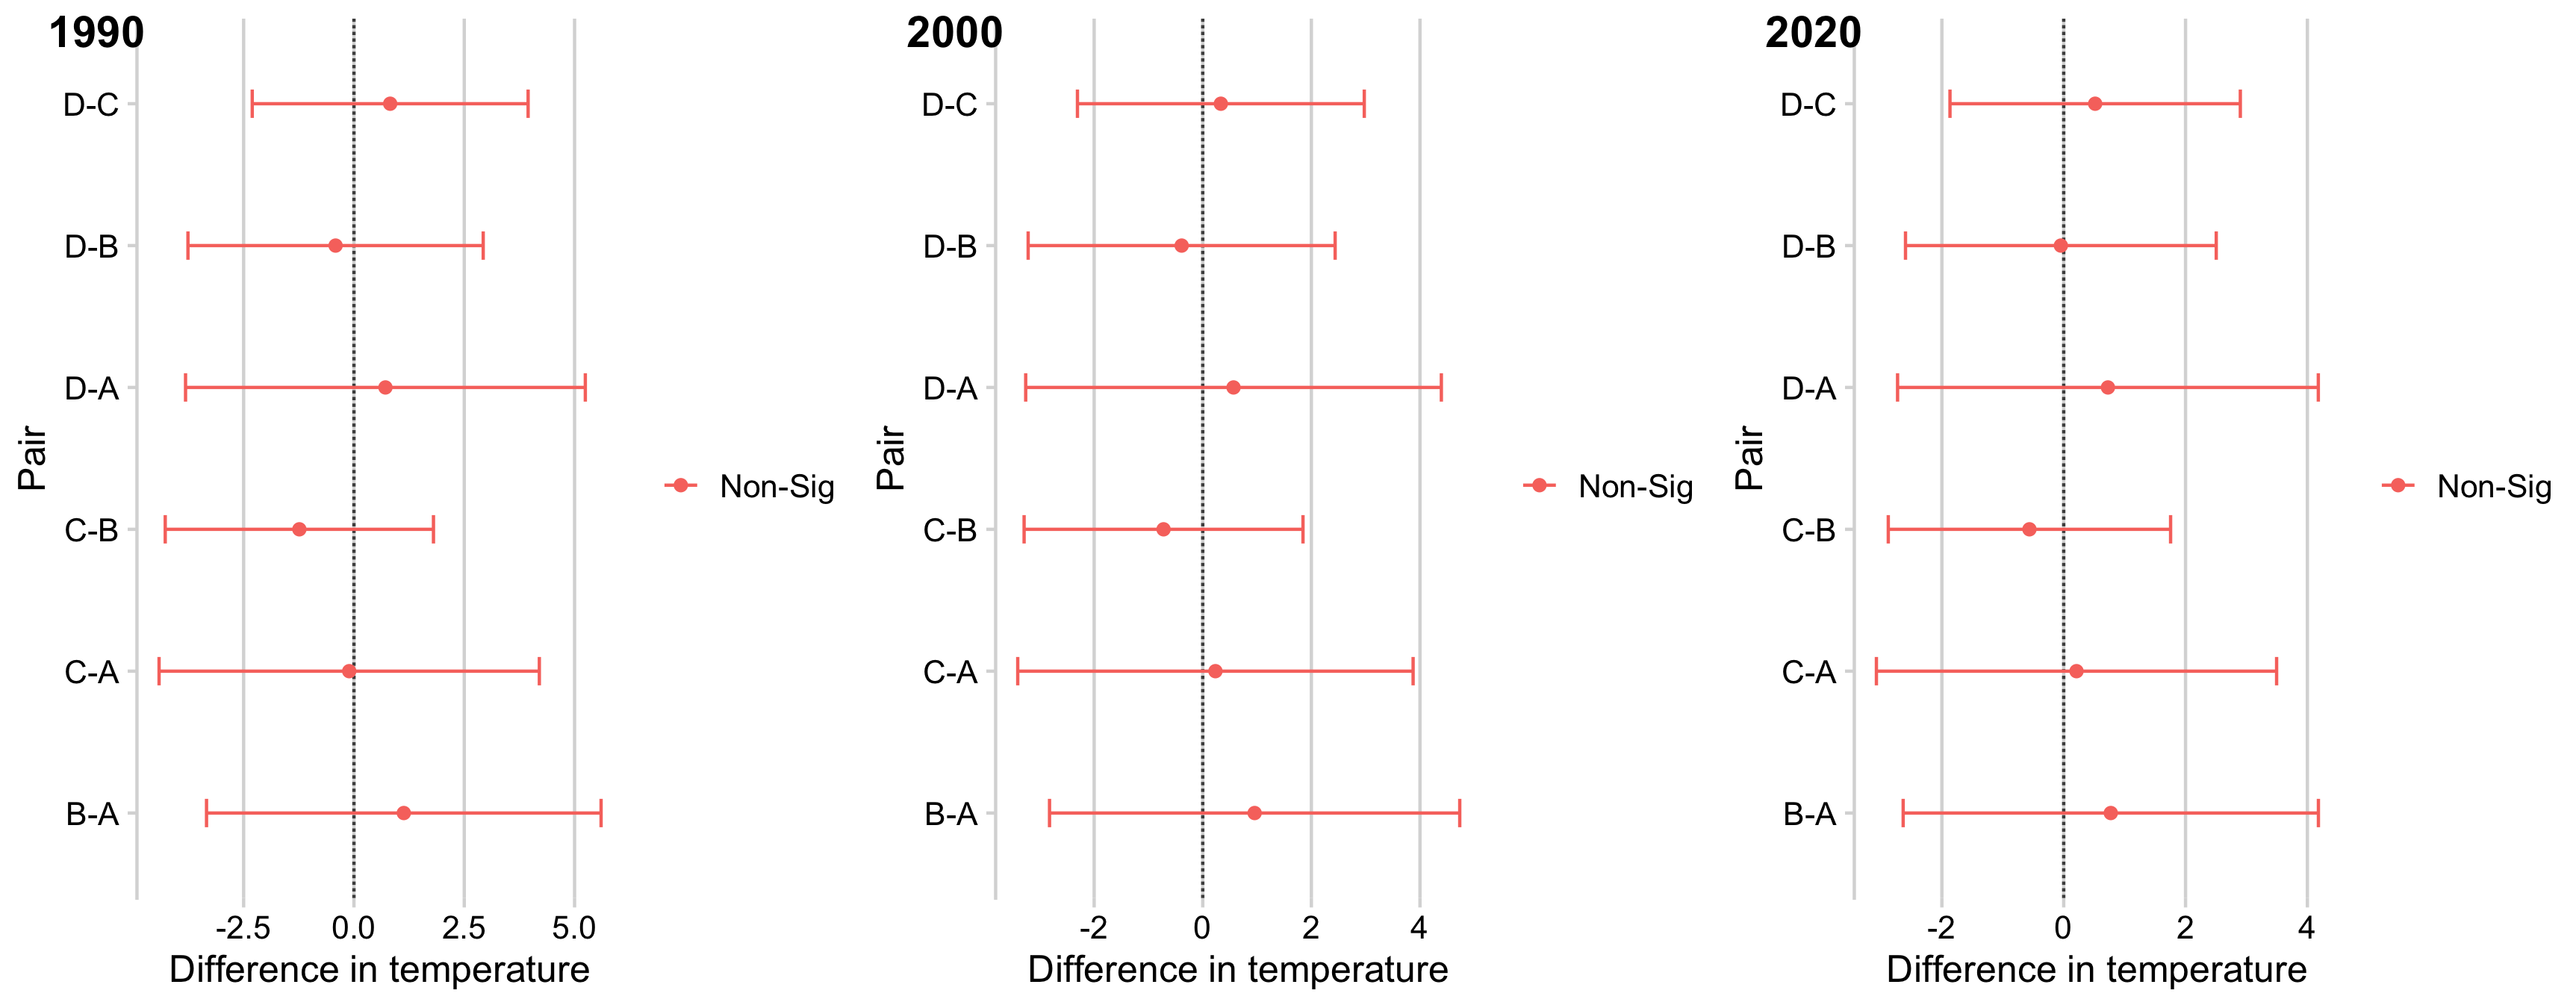 1990
D-C
D-B
D-A
C-B
C-A
B-A
Pair
-2.5 0.0 2.5 5.0
Difference in temperature
Non-Sig
2000
D-C
D-B
D-A
C-B
C-A
B-A
Pair
-2 0 2 4
Difference in temperature
Non-Sig
2020
D-C
D-B
D-A
C-B
C-A
B-A
Pair
-2 0 2 4
Difference in temperature
Non-Sig